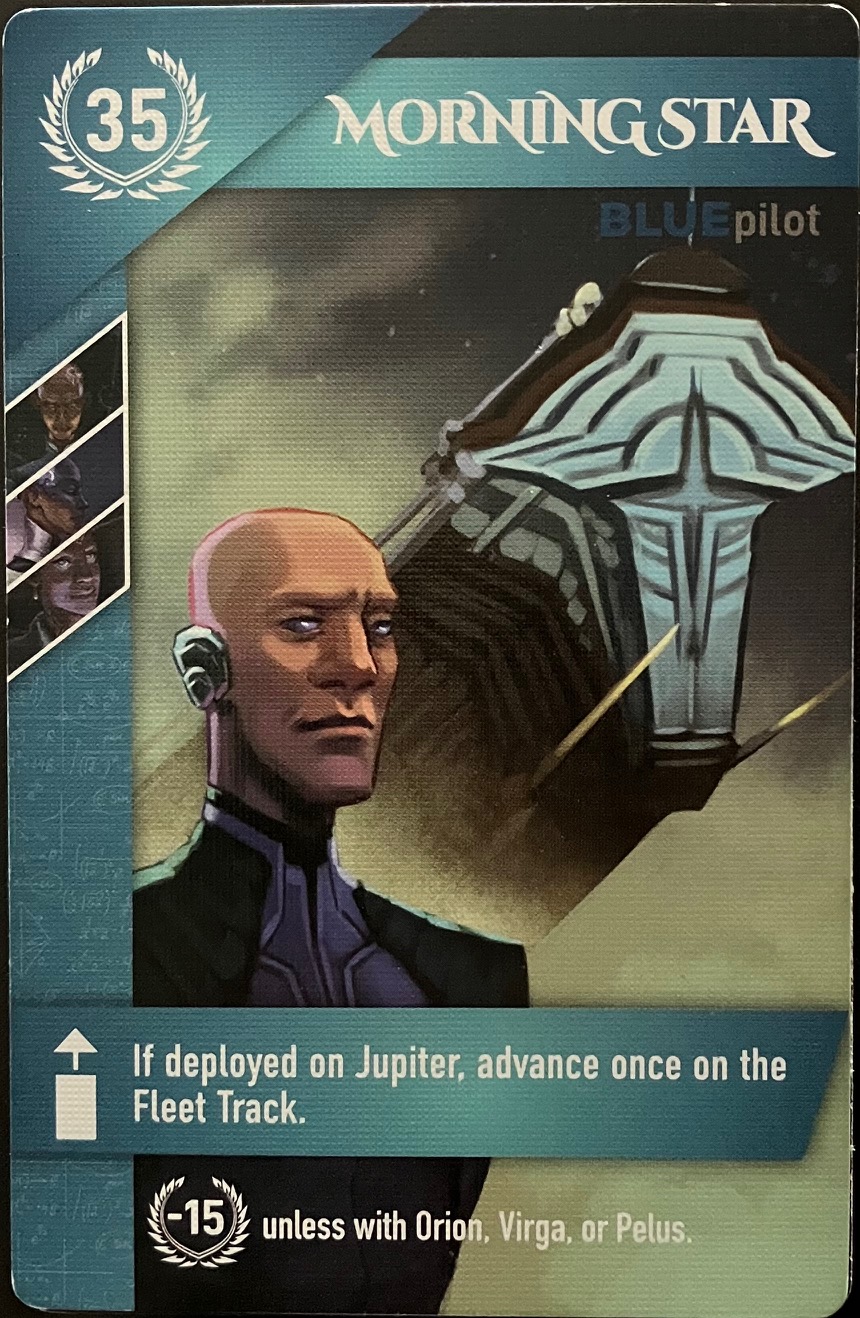 35
MORNING STAR
BLUEpilot
If deployed on Jupiter, advance once on the
Fleet Track.
-15 unless with Orion, Virga, or Pelus.